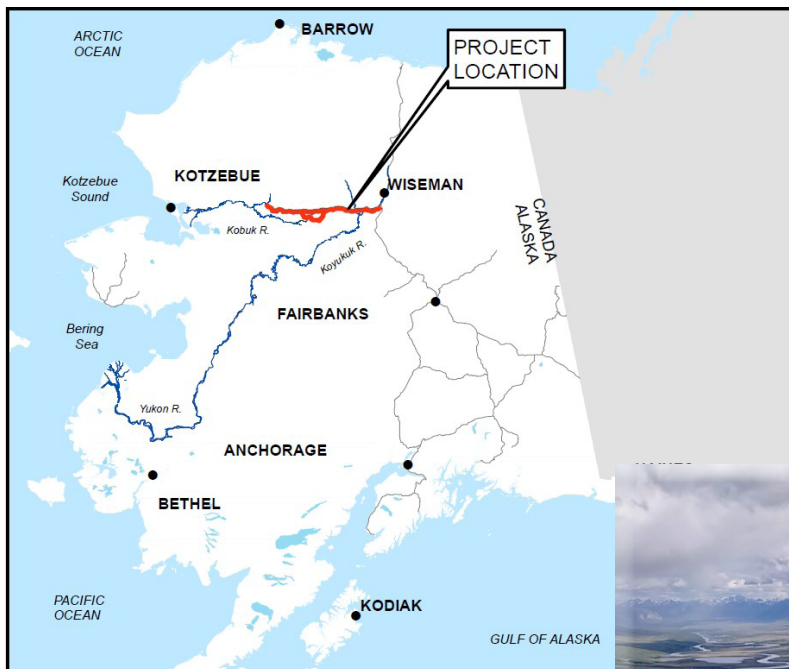 ARCTIC
OCEAN
BARROW
PROJECT
LOCATION
KOTZEBUE
WISEMAN
Kotzebue
Sound
CANADA
ALASKA
Kobuk R.
Koyukuk R.
FAIRBANKS
Bering
Sea
Yukon R.
ANCHORAGE
BETHEL
PACIFIC
OCEAN
KODIAK
GULF OF ALASKA